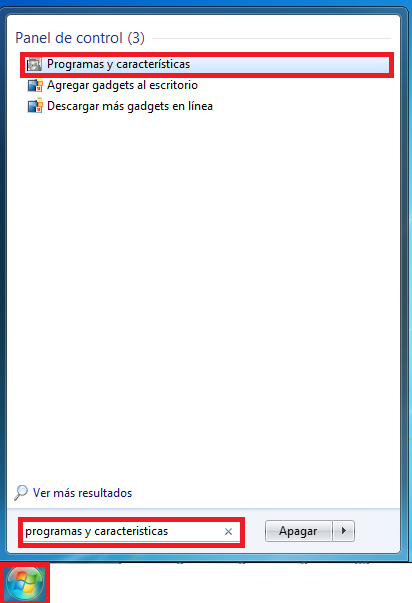 Panel de control (3)
Programas y características
Agregar gadgets al escritorio
Descargar más gadgets en línea
Ver más resultados
programas y caracteristicas
Apagar